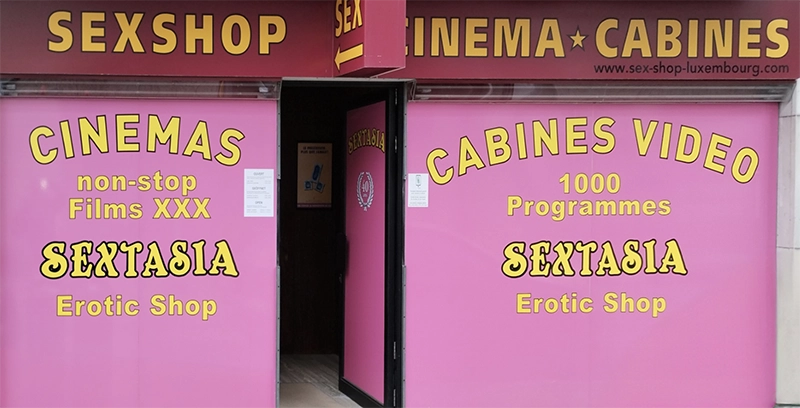 SEXSHOP
SEX
CINEMA★CABINES
www.sex-shop-luxembourg.com
CINEMAS
non-stop
Films XXX
SEXTASIA
Erotic Shop
SEXTASIA
40
CABINES VIDEO
1000
Programmes
SEXTASIA
Erotic Shop